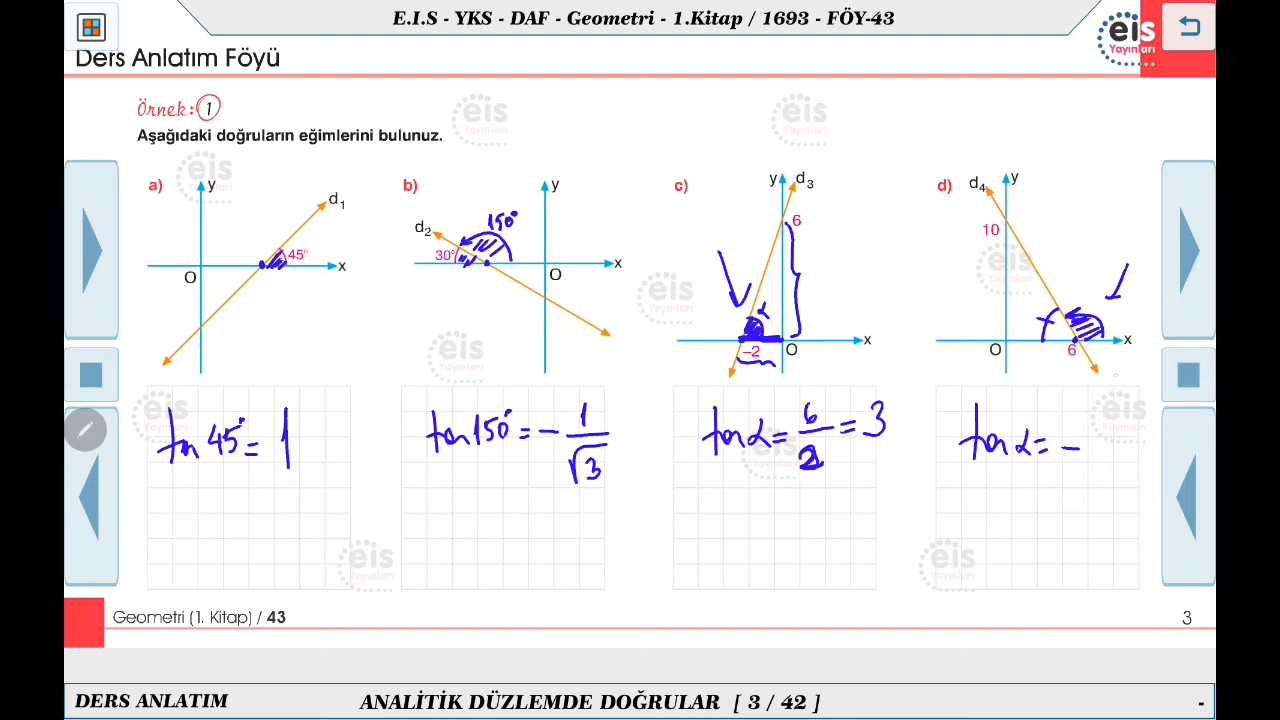 E.I.S - YKS - DAF - Geometri - 1.Kitap / 1693 - FÖY-43
eis Yayınları
Ders Anlatım Föyü
Örnek: 1
Aşağıdaki doğruların eğimlerini bulunuz.
a) y d1 45° x O
b) y d2 150° 30° x O
c) y d3 6 α x -2 O
d) d4 y 10 x O 6
tan 45° = 1
tan 150° = - 1/√3
tan α = 6/2 = 3
tan α = -
Geometri (1. Kitap) / 43
3
DERS ANLATIM
ANALİTİK DÜZLEMDE DOĞRULAR [ 3 / 42 ]
-